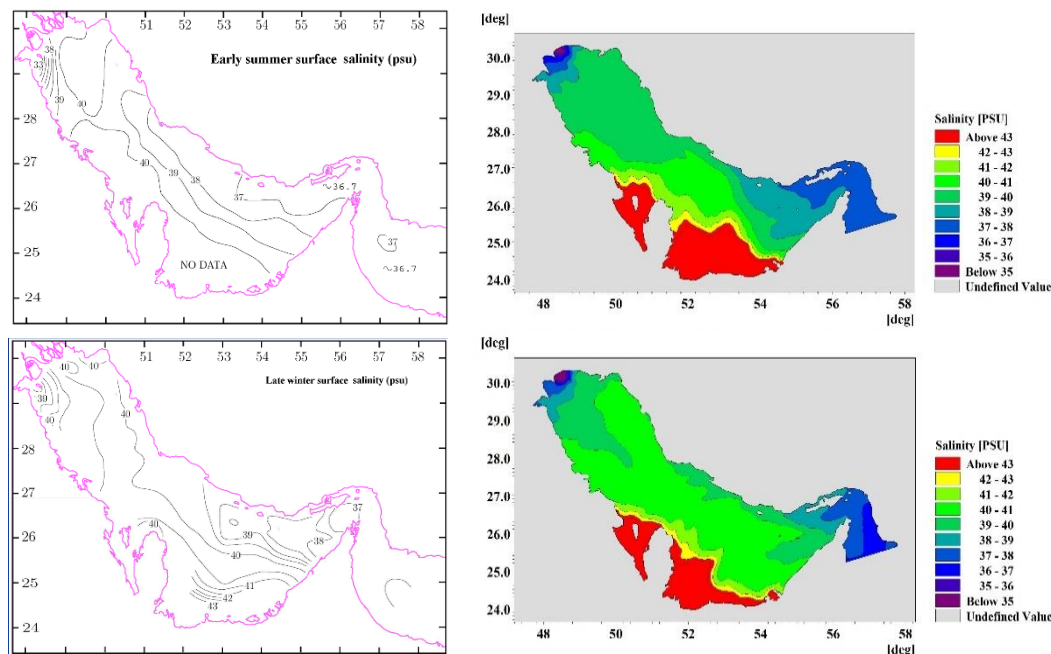 51 52 53 54 55 56 57 58
Early summer surface salinity (psu)
38
33
39
40
40
39
38
37
~36.7
37
~36.7
NO DATA
28
27
26
25
24
[deg]
30.0
29.0
28.0
27.0
26.0
25.0
24.0
48 50 52 54 56 58
[deg]
Salinity [PSU]
Above 43
42 - 43
41 - 42
40 - 41
39 - 40
38 - 39
37 - 38
36 - 37
35 - 36
Below 35
Undefined Value
51 52 53 54 55 56 57 58
Late winter surface salinity (psu)
40
40
39
40
40
37
39
38
40
40
41
42
43
28
27
26
25
24
[deg]
30.0
29.0
28.0
27.0
26.0
25.0
24.0
48 50 52 54 56 58
[deg]
Salinity [PSU]
Above 43
42 - 43
41 - 42
40 - 41
39 - 40
38 - 39
37 - 38
36 - 37
35 - 36
Below 35
Undefined Value